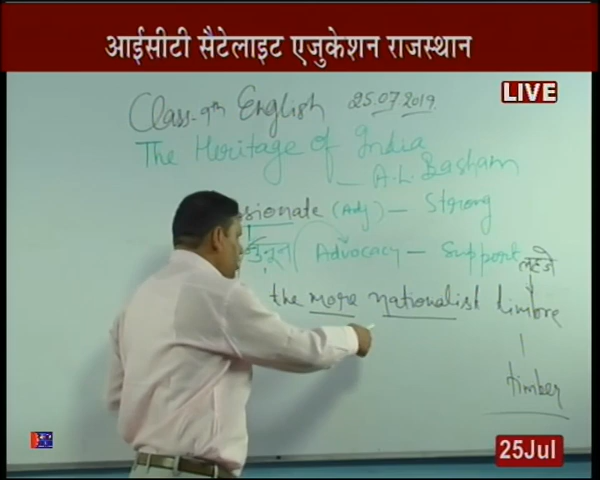 आईसीटी सैटेलाइट एजुकेशन राजस्थान
LIVE
Class-9th English 25.07.2019
The Heritage of India
- A.L. Basham
sionate (Adj) - Strong
Advocacy - Support
लहजे
the more nationalist timbre
timber
25Jul